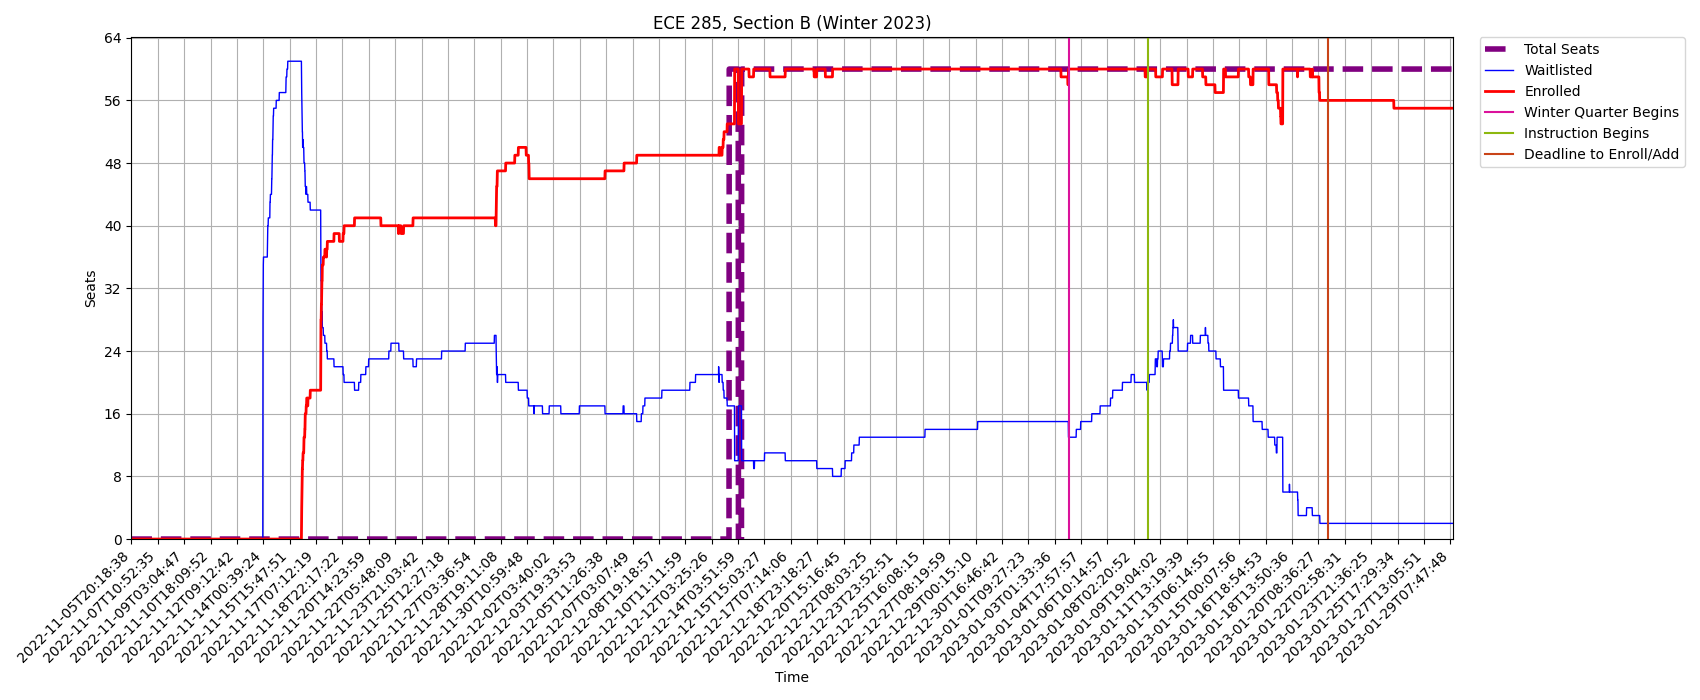 ECE 285, Section B (Winter 2023)
64
56
48
40
32
24
16
8
0
Seats
Total Seats
Waitlisted
Enrolled
Winter Quarter Begins
Instruction Begins
Deadline to Enroll/Add
2022-11-05T20:18:38
2022-11-07T10:52:35
2022-11-09T03:04:47
2022-11-10T18:09:52
2022-11-12T09:12:42
2022-11-14T00:39:24
2022-11-15T15:47:51
2022-11-17T07:12:19
2022-11-18T22:17:22
2022-11-20T14:23:59
2022-11-22T05:48:09
2022-11-23T21:03:42
2022-11-25T12:27:18
2022-11-27T03:36:54
2022-11-28T19:11:08
2022-11-30T10:59:48
2022-12-02T03:40:02
2022-12-03T19:33:53
2022-12-05T11:26:38
2022-12-07T03:07:49
2022-12-08T19:18:57
2022-12-10T11:11:59
2022-12-12T03:25:26
2022-12-14T03:51:59
2022-12-15T15:03:27
2022-12-17T07:14:06
2022-12-18T23:18:27
2022-12-20T15:16:45
2022-12-22T08:03:25
2022-12-23T23:52:51
2022-12-25T16:08:15
2022-12-27T08:19:59
2022-12-29T00:15:10
2022-12-30T16:46:42
2023-01-01T09:27:23
2023-01-03T01:33:36
2023-01-04T17:57:57
2023-01-06T10:14:57
2023-01-08T02:20:52
2023-01-09T19:04:02
2023-01-11T13:19:39
2023-01-13T06:14:55
2023-01-15T00:07:56
2023-01-16T18:54:53
2023-01-18T13:50:36
2023-01-20T08:36:27
2023-01-22T02:58:31
2023-01-23T21:36:25
2023-01-25T17:29:34
2023-01-27T13:05:51
2023-01-29T07:47:48
Time